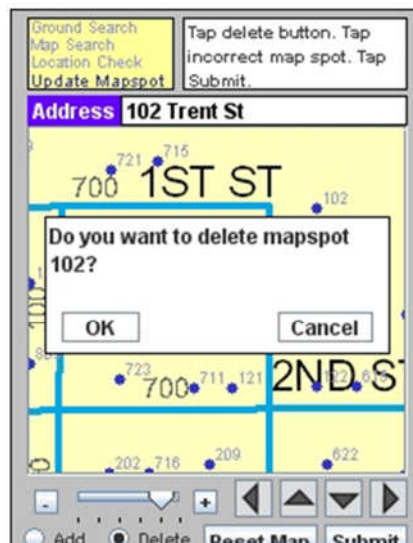 Ground Search
Map Search
Location Check
Update Mapspot
Tap delete button. Tap
incorrect map spot. Tap
Submit.
Address 102 Trent St
721 715
700 1ST ST
102
Do you want to delete mapspot
102?
OK Cancel
100
723 700 711 121 2ND ST
622
202 716 209
- +
Add Delete Reset Map Submit